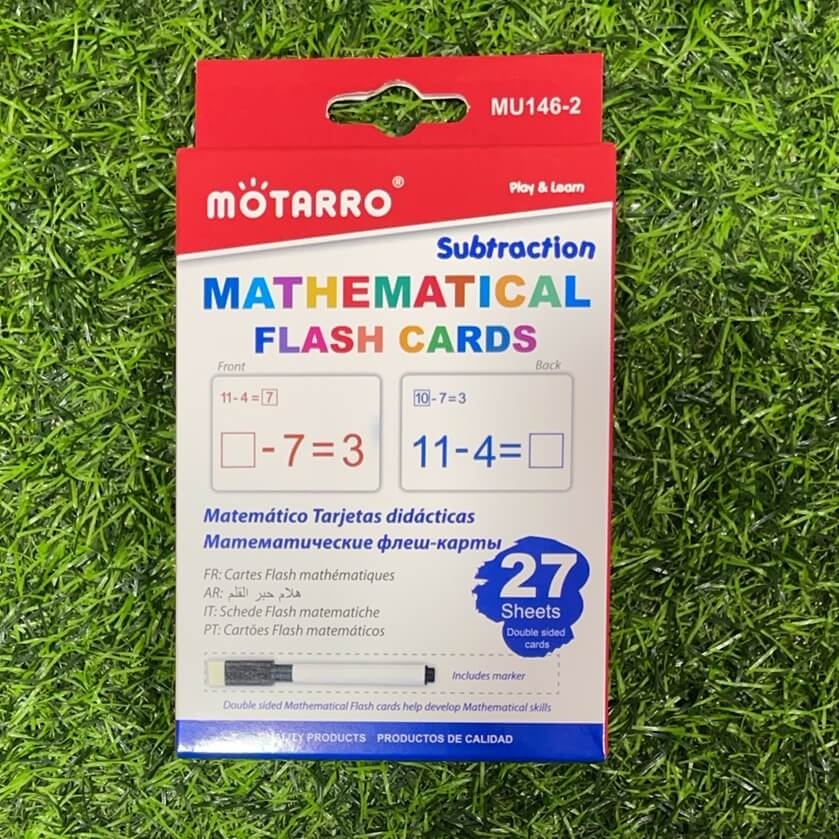 MU146-2
MOTARRO®
Play & Learn
Subtraction
MATHEMATICAL
FLASH CARDS
Front
Back
11-4=7
□-7=3
10-7=3
11-4=□
Matemático Tarjetas didácticas
Математические флеш-карты
27
Sheets
Double sided
cards
FR: Cartes Flash mathématiques
AR: هلام حبر القلم
IT: Schede Flash matematiche
PT: Cartões Flash matemáticos
Includes marker
Double sided Mathematical Flash cards help develop Mathematical skills
PRODUCTS PRODUCTOS DE CALIDAD